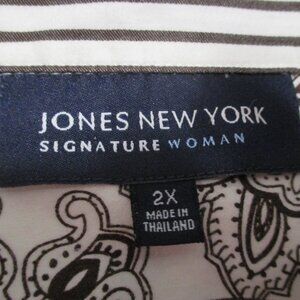 JONES NEW YORK
SIGNATURE WOMAN
2X
MADE IN
THAILAND